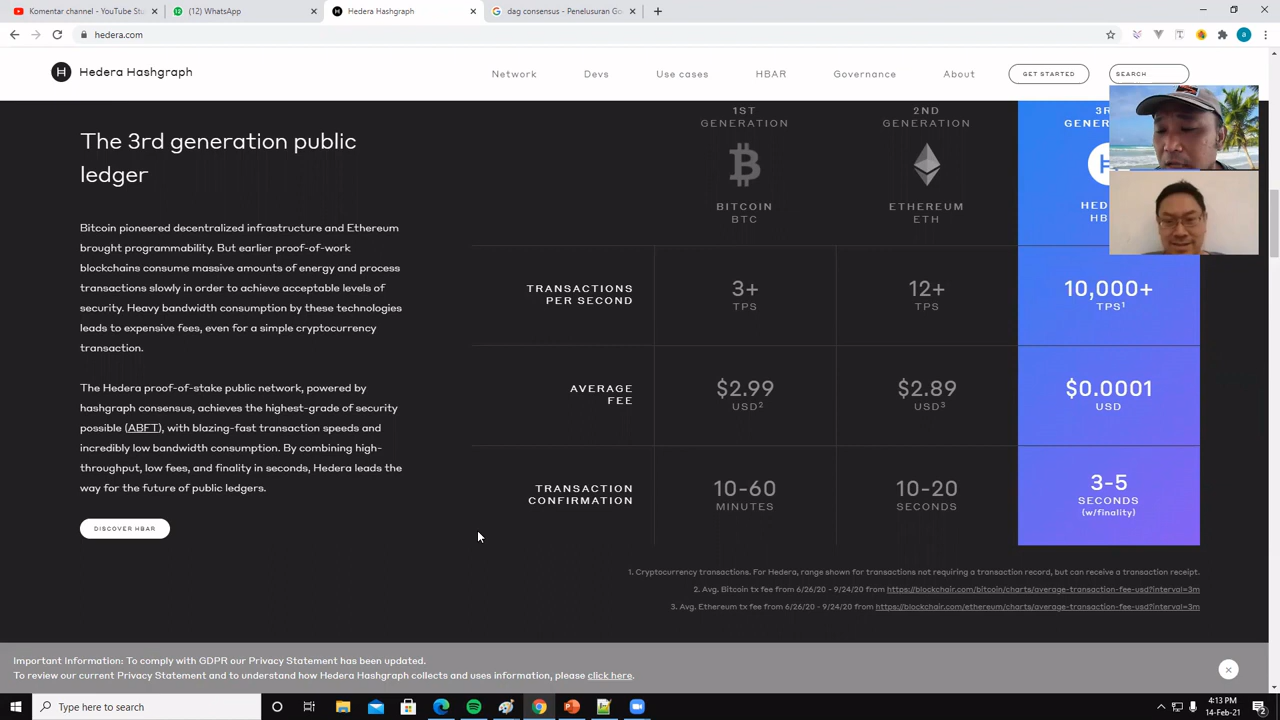 Komentar channel - YouTube Stu
(12) WhatsApp
Hedera Hashgraph
dag consensus - Penelusuran Go
hedera.com
Hedera Hashgraph
Network
Devs
Use cases
HBAR
Governance
About
GET STARTED
SEARCH
The 3rd generation public
ledger
Bitcoin pioneered decentralized infrastructure and Ethereum
brought programmability. But earlier proof-of-work
blockchains consume massive amounts of energy and process
transactions slowly in order to achieve acceptable levels of
security. Heavy bandwidth consumption by these technologies
leads to expensive fees, even for a simple cryptocurrency
transaction.
The Hedera proof-of-stake public network, powered by
hashgraph consensus, achieves the highest-grade of security
possible (ABFT), with blazing-fast transaction speeds and
incredibly low bandwidth consumption. By combining high-
throughput, low fees, and finality in seconds, Hedera leads the
way for the future of public ledgers.
DISCOVER HBAR
1ST
GENERATION
BITCOIN
BTC
2ND
GENERATION
ETHEREUM
ETH
3R
GENER
HED
HB
TRANSACTIONS
PER SECOND
3+
TPS
12+
TPS
10,000+
TPS1
AVERAGE
FEE
$2.99
USD2
$2.89
USD3
$0.0001
USD
TRANSACTION
CONFIRMATION
10-60
MINUTES
10-20
SECONDS
3-5
SECONDS
(w/finality)
1. Cryptocurrency transactions. For Hedera, range shown for transactions not requiring a transaction record, but can receive a transaction receipt.
2. Avg. Bitcoin tx fee from 6/26/20 - 9/24/20 from https://blockchair.com/bitcoin/charts/average-transaction-fee-usd?interval=3m
3. Avg. Ethereum tx fee from 6/26/20 - 9/24/20 from https://blockchair.com/ethereum/charts/average-transaction-fee-usd?interval=3m
Important Information: To comply with GDPR our Privacy Statement has been updated.
To review our current Privacy Statement and to understand how Hedera Hashgraph collects and uses information, please click here.
Type here to search
4:13 PM
14-Feb-21